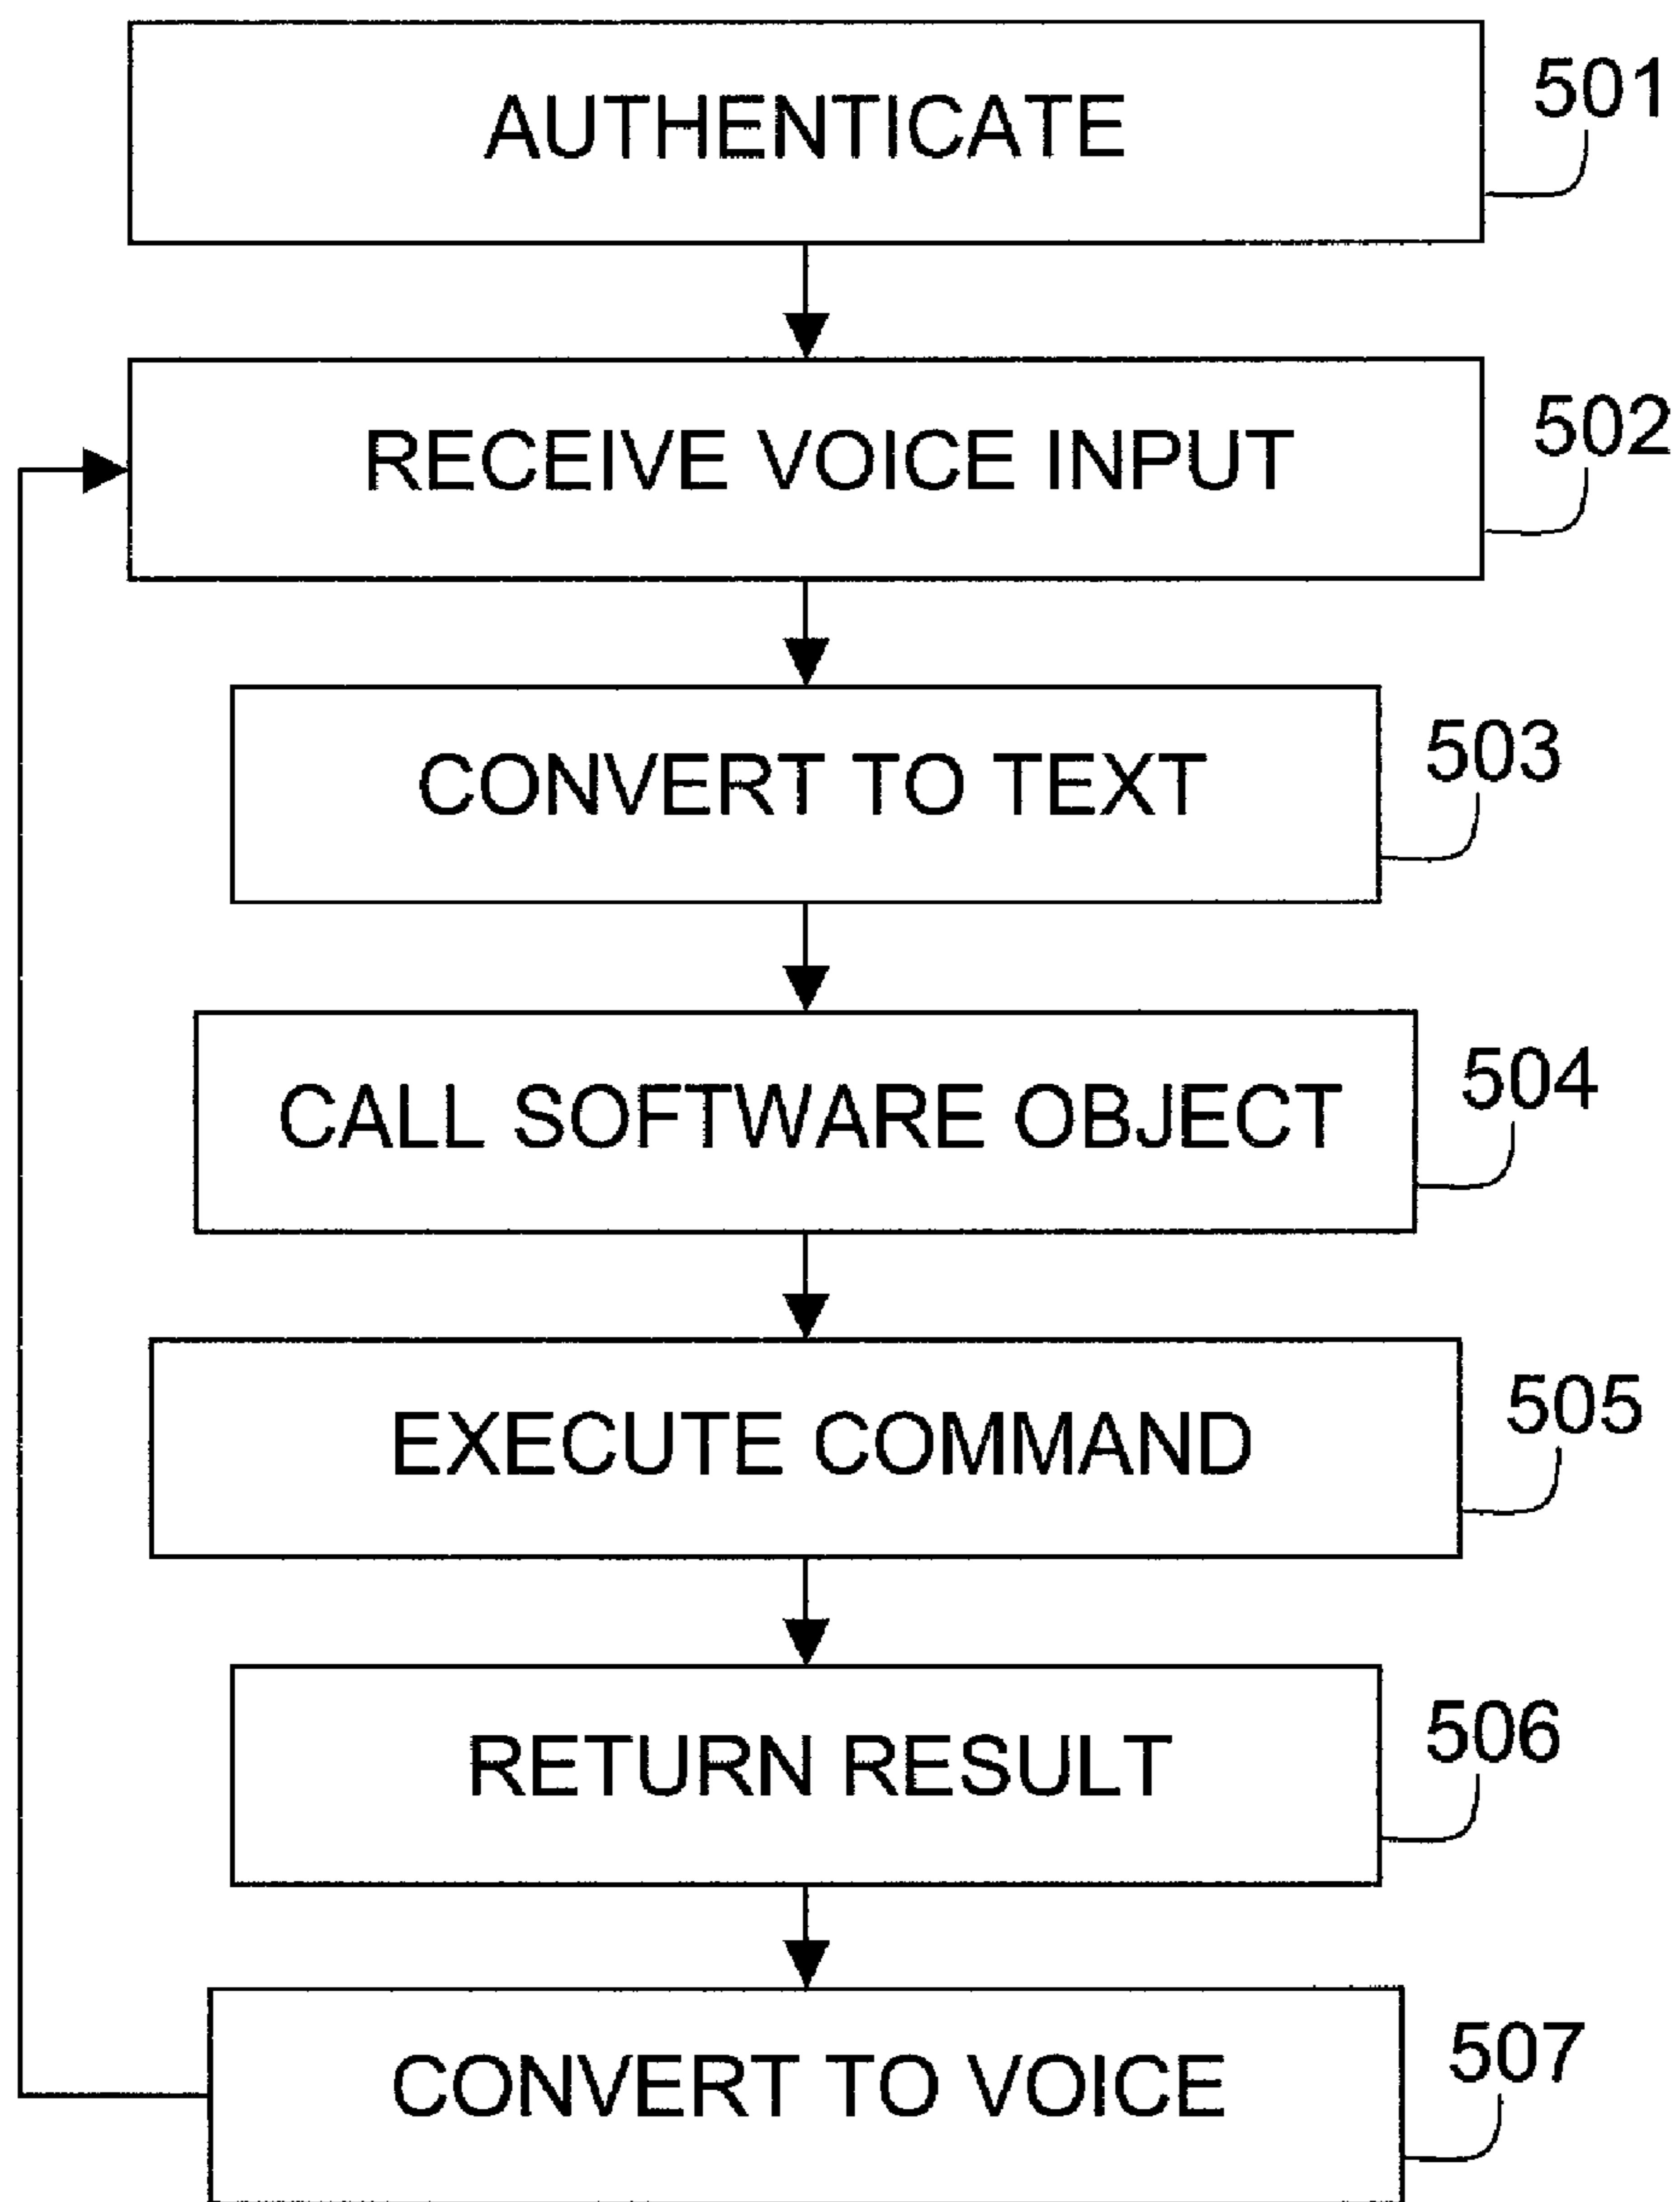 AUTHENTICATE
501
RECEIVE VOICE INPUT
502
CONVERT TO TEXT
503
CALL SOFTWARE OBJECT
504
EXECUTE COMMAND
505
RETURN RESULT
506
CONVERT TO VOICE
507